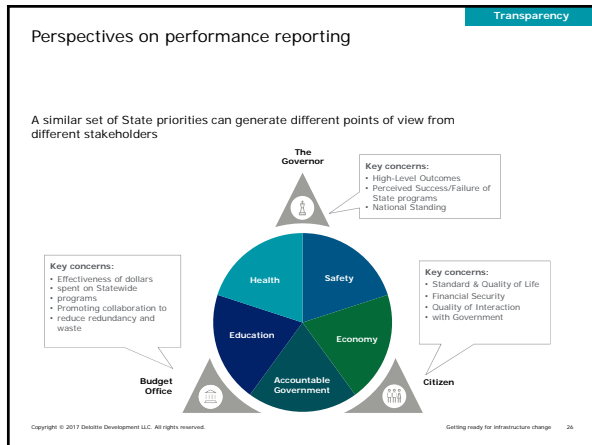 Transparency
Perspectives on performance reporting
A similar set of State priorities can generate different points of view from
different stakeholders
The
Governor
Key concerns:
• High-Level Outcomes
• Perceived Success/Failure of
State programs
• National Standing
Key concerns:
• Effectiveness of dollars
• spent on Statewide
• programs
• Promoting collaboration to
• reduce redundancy and
waste
Health
Safety
Education
Economy
Accountable
Government
Key concerns:
• Standard & Quality of Life
• Financial Security
• Quality of Interaction
• with Government
Budget
Office
Citizen
Copyright © 2017 Deloitte Development LLC. All rights reserved.
Getting ready for infrastructure change 26